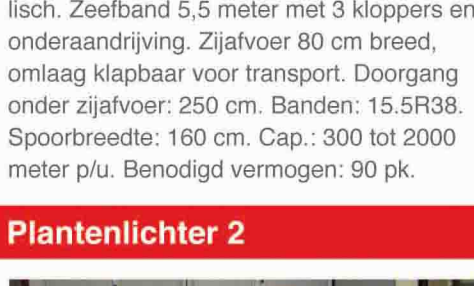 lisch. Zeefband 5,5 meter met 3 kloppers en
onderaandrijving. Zijafvoer 80 cm breed,
omlaag klapbaar voor transport. Doorgang
onder zijafvoer: 250 cm. Banden: 15.5R38.
Spoorbreedte: 160 cm. Cap.: 300 tot 2000
meter p/u. Benodigd vermogen: 90 pk.
Plantenlichter 2